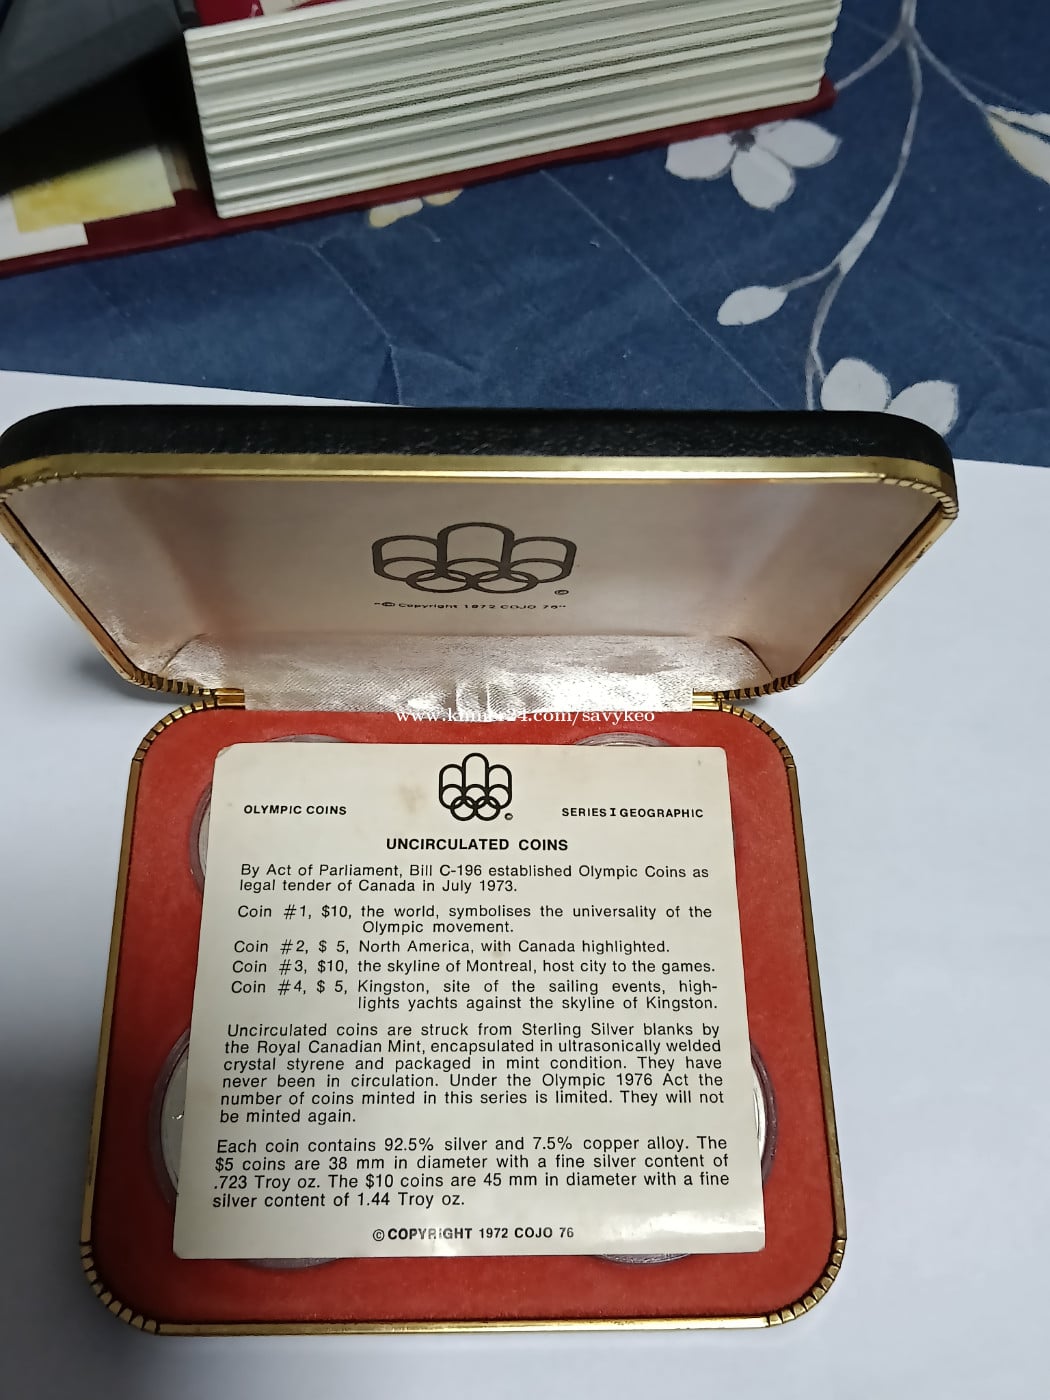 "© Copyright 1972 COJO 76"
www.khmer24.com/savykeo
©
OLYMPIC COINS
SERIES I GEOGRAPHIC
UNCIRCULATED COINS
By Act of Parliament, Bill C-196 established Olympic Coins as
legal tender of Canada in July 1973.
Coin #1, $10, the world, symbolises the universality of the
Olympic movement.
Coin #2, $ 5, North America, with Canada highlighted.
Coin #3, $10, the skyline of Montreal, host city to the games.
Coin #4, $ 5, Kingston, site of the sailing events, high-
lights yachts against the skyline of Kingston.
Uncirculated coins are struck from Sterling Silver blanks by
the Royal Canadian Mint, encapsulated in ultrasonically welded
crystal styrene and packaged in mint condition. They have
never been in circulation. Under the Olympic 1976 Act the
number of coins minted in this series is limited. They will not
be minted again.
Each coin contains 92.5% silver and 7.5% copper alloy. The
$5 coins are 38 mm in diameter with a fine silver content of
.723 Troy oz. The $10 coins are 45 mm in diameter with a fine
silver content of 1.44 Troy oz.
© COPYRIGHT 1972 COJO 76